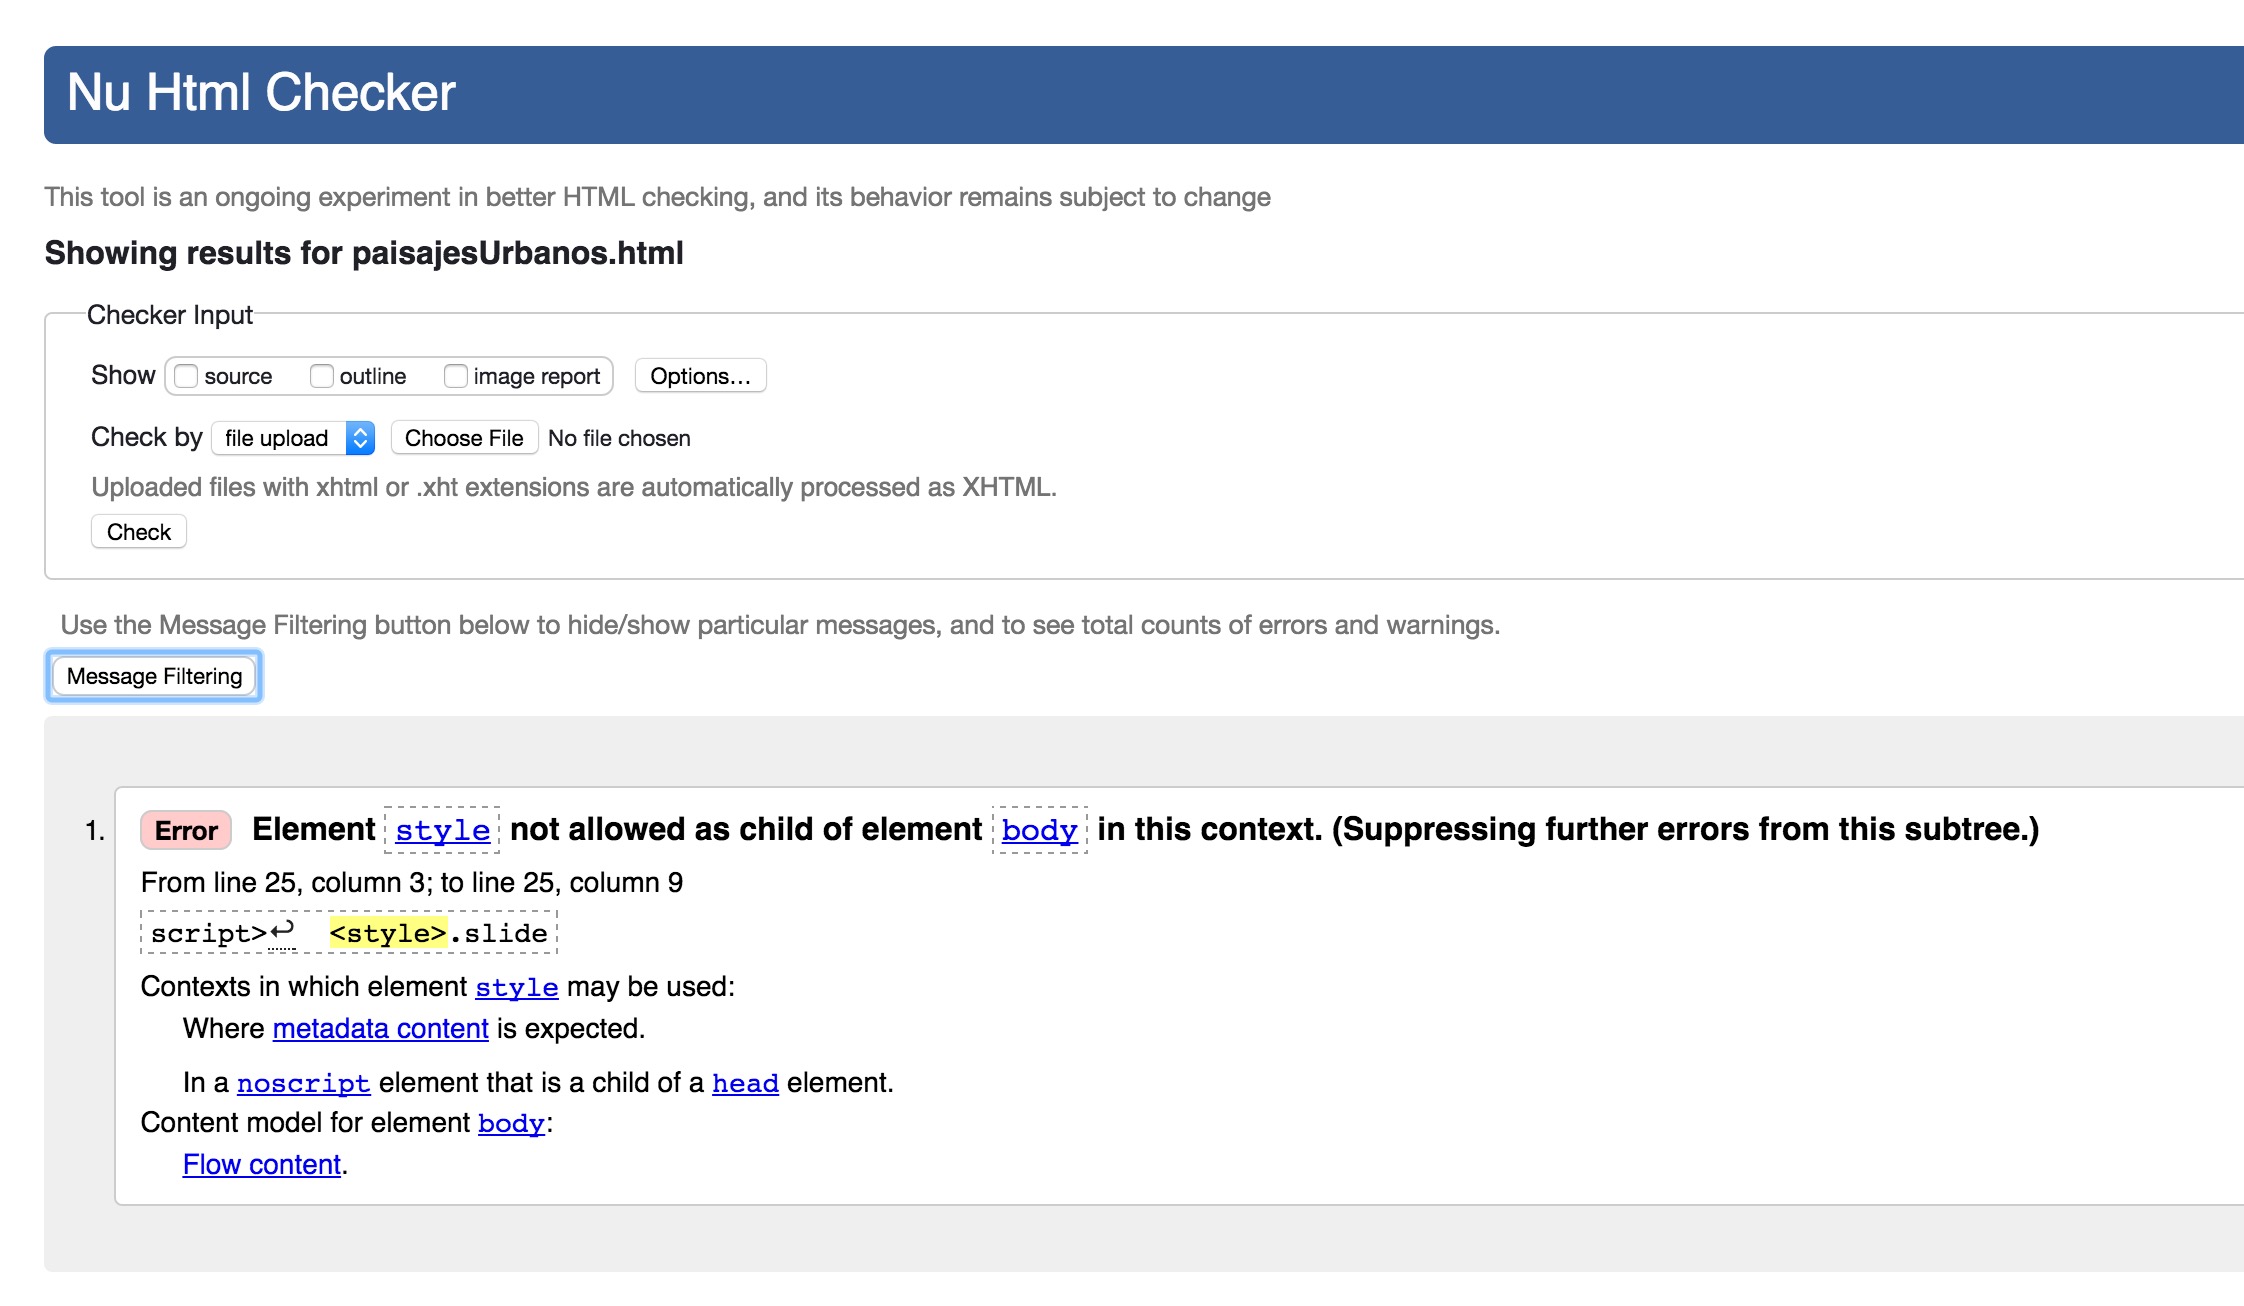 Nu Html Checker
This tool is an ongoing experiment in better HTML checking, and its behavior remains subject to change
Showing results for paisajesUrbanos.html
Checker Input
Show source outline image report Options...
Check by file upload Choose File No file chosen
Uploaded files with xhtml or .xht extensions are automatically processed as XHTML.
Check
Use the Message Filtering button below to hide/show particular messages, and to see total counts of errors and warnings.
Message Filtering
1. Error Element style not allowed as child of element body in this context. (Suppressing further errors from this subtree.)
From line 25, column 3; to line 25, column 9
script>↩ <style>.slide
Contexts in which element style may be used:
Where metadata content is expected.
In a noscript element that is a child of a head element.
Content model for element body:
Flow content.